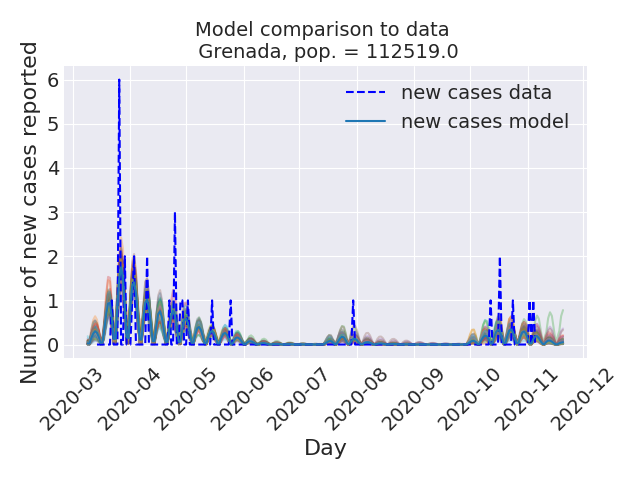 Model comparison to data
Grenada, pop. = 112519.0
Number of new cases reported
6
5
4
3
2
1
0
new cases data
new cases model
2020-03
2020-04
2020-05
2020-06
2020-07
2020-08
2020-09
2020-10
2020-11
2020-12
Day